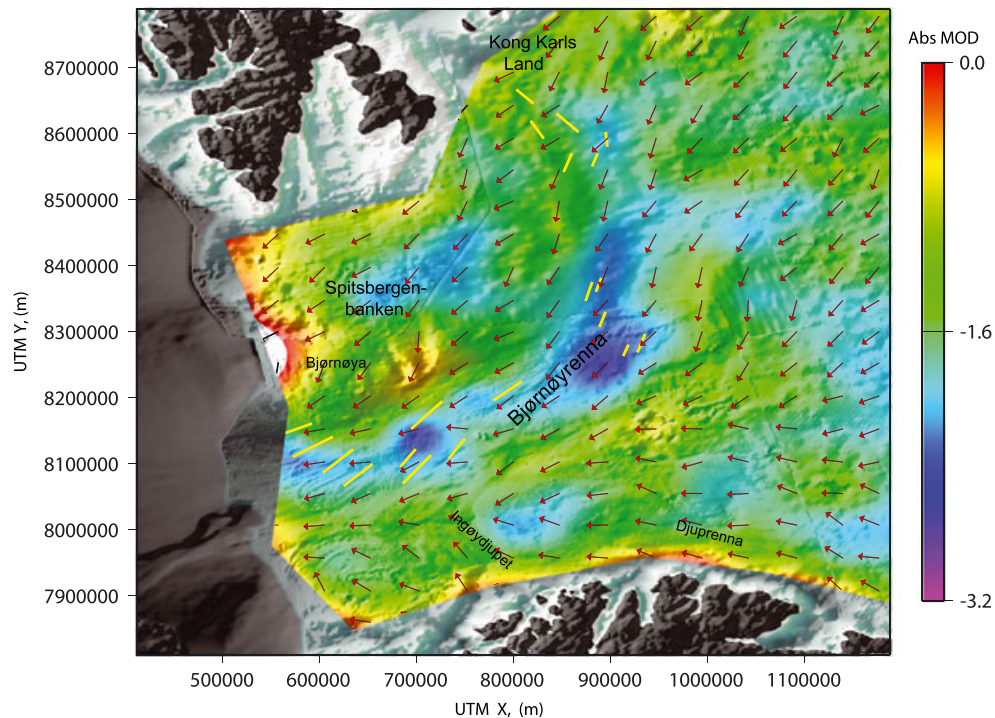 Abs MOD
0.0
-1.6
-3.2
UTM Y, (m)
8700000
8600000
8500000
8400000
8300000
8200000
8100000
8000000
7900000
Kong Karls
Land
Spitsbergen-
banken
Bjørnøya
Bjørnøyrenna
Ingøydjupet
Djuprenna
500000
600000
700000
800000
900000
1000000
1100000
UTM X, (m)